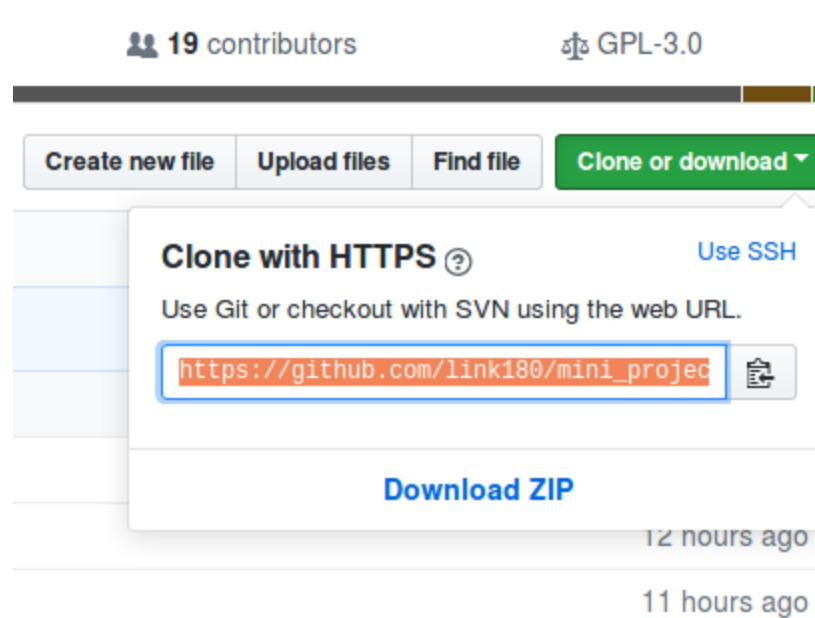 19 contributors GPL-3.0
Create new file Upload files Find file Clone or download
Clone with HTTPS ? Use SSH
Use Git or checkout with SVN using the web URL.
https://github.com/link180/mini_projec
Download ZIP
12 hours ago
11 hours ago